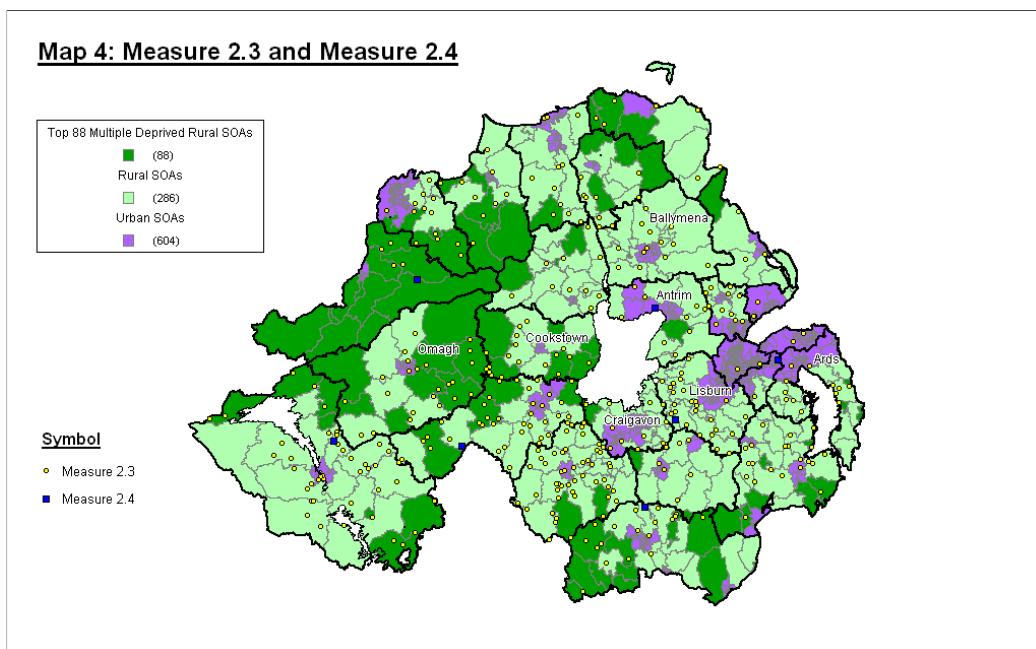 Map 4: Measure 2.3 and Measure 2.4
Top 88 Multiple Deprived Rural SOAs
(88)
Rural SOAs
(286)
Urban SOAs
(604)
Ballymena
Antrim
Cookstown
Omagh
Ards
Lisburn
Craigavon
Symbol
Measure 2.3
Measure 2.4